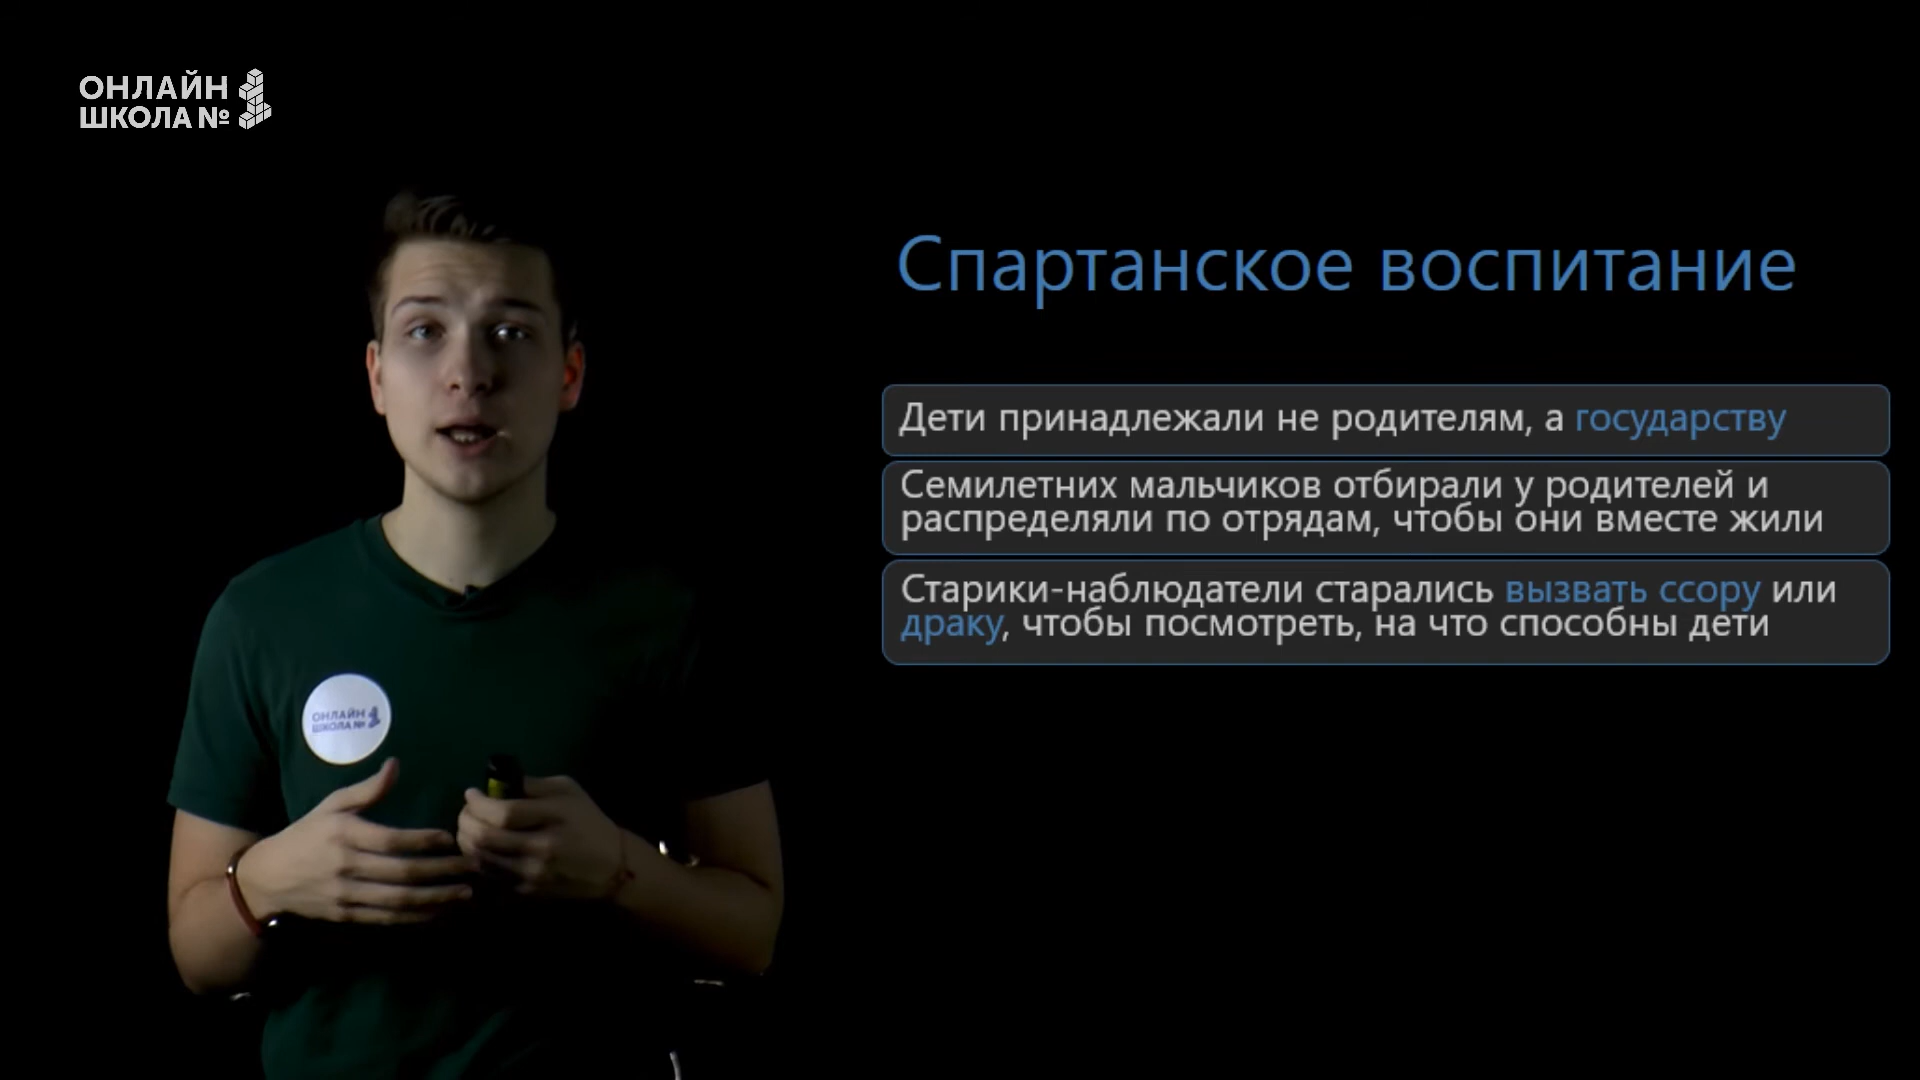 ОНЛАЙН
ШКОЛА №
Спартанское воспитание
Дети принадлежали не родителям, а государству
Семилетних мальчиков отбирали у родителей и
распределяли по отрядам, чтобы они вместе жили
Старики-наблюдатели старались вызвать ссору или
драку, чтобы посмотреть, на что способны дети
ОНЛАЙН
ШКОЛА №